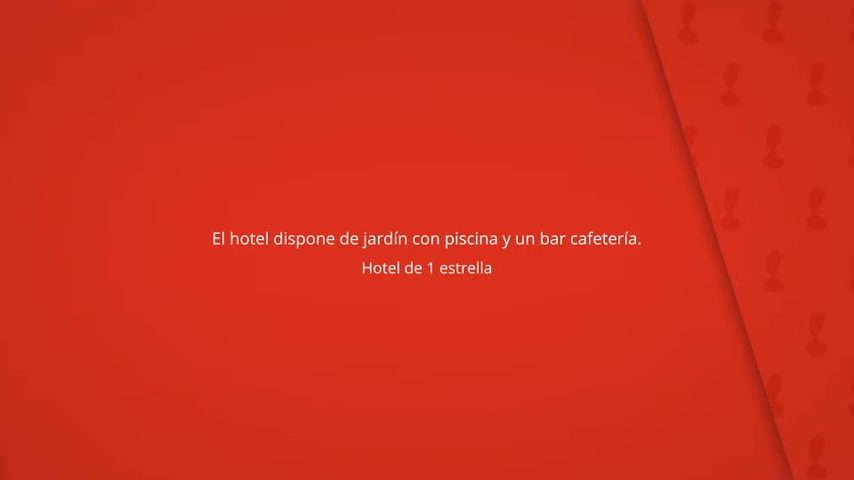 El hotel dispone de jardín con piscina y un bar cafetería.
Hotel de 1 estrella